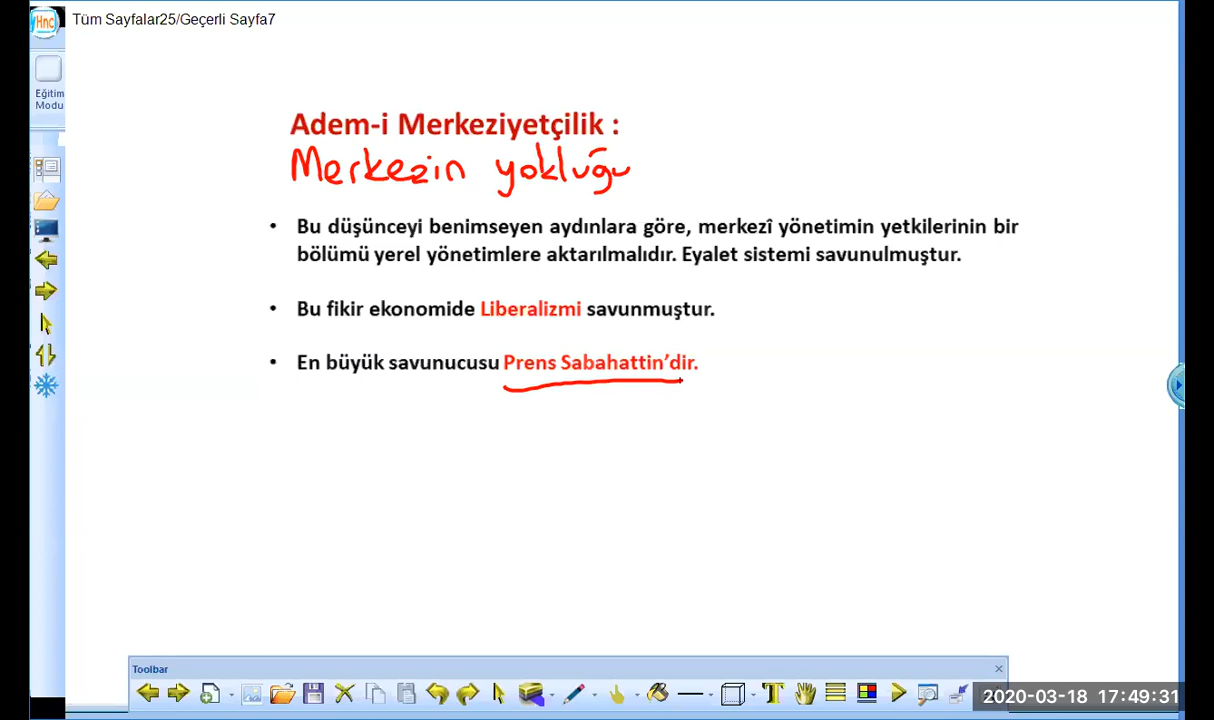 Hnc
Tüm Sayfalar25/Geçerli Sayfa7
Eğitim
Modu
Adem-i Merkeziyetçilik :
Merkezin yokluğu
• Bu düşünceyi benimseyen aydınlara göre, merkezî yönetimin yetkilerinin bir
bölümü yerel yönetimlere aktarılmalıdır. Eyalet sistemi savunulmuştur.
• Bu fikir ekonomide Liberalizmi savunmuştur.
• En büyük savunucusu Prens Sabahattin’dir.
Toolbar
2020-03-18 17:49:31